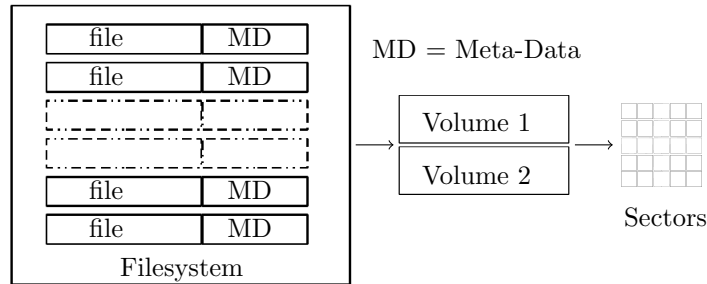 file MD
file MD
MD = Meta-Data
Volume 1
Volume 2
file MD
file MD
Filesystem
Sectors